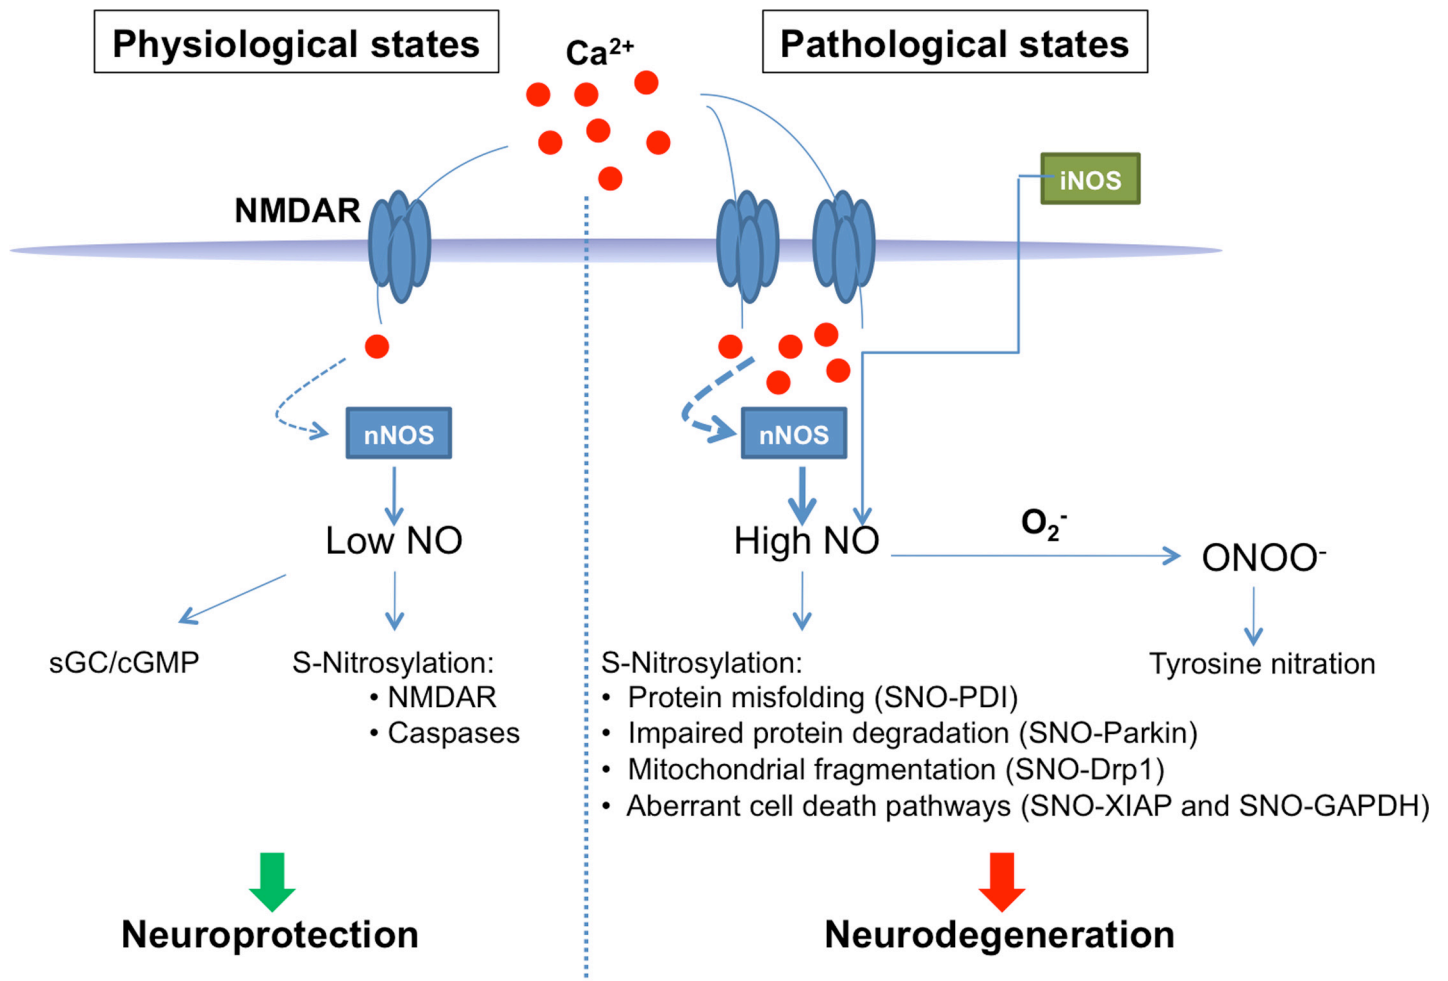 Physiological states
Ca²⁺
Pathological states
iNOS
NMDAR
nNOS
nNOS
Low NO
High NO
O₂⁻
ONOO⁻
sGC/cGMP
S-Nitrosylation:
• NMDAR
• Caspases
S-Nitrosylation:
• Protein misfolding (SNO-PDI)
• Impaired protein degradation (SNO-Parkin)
• Mitochondrial fragmentation (SNO-Drp1)
• Aberrant cell death pathways (SNO-XIAP and SNO-GAPDH)
Tyrosine nitration
Neuroprotection
Neurodegeneration